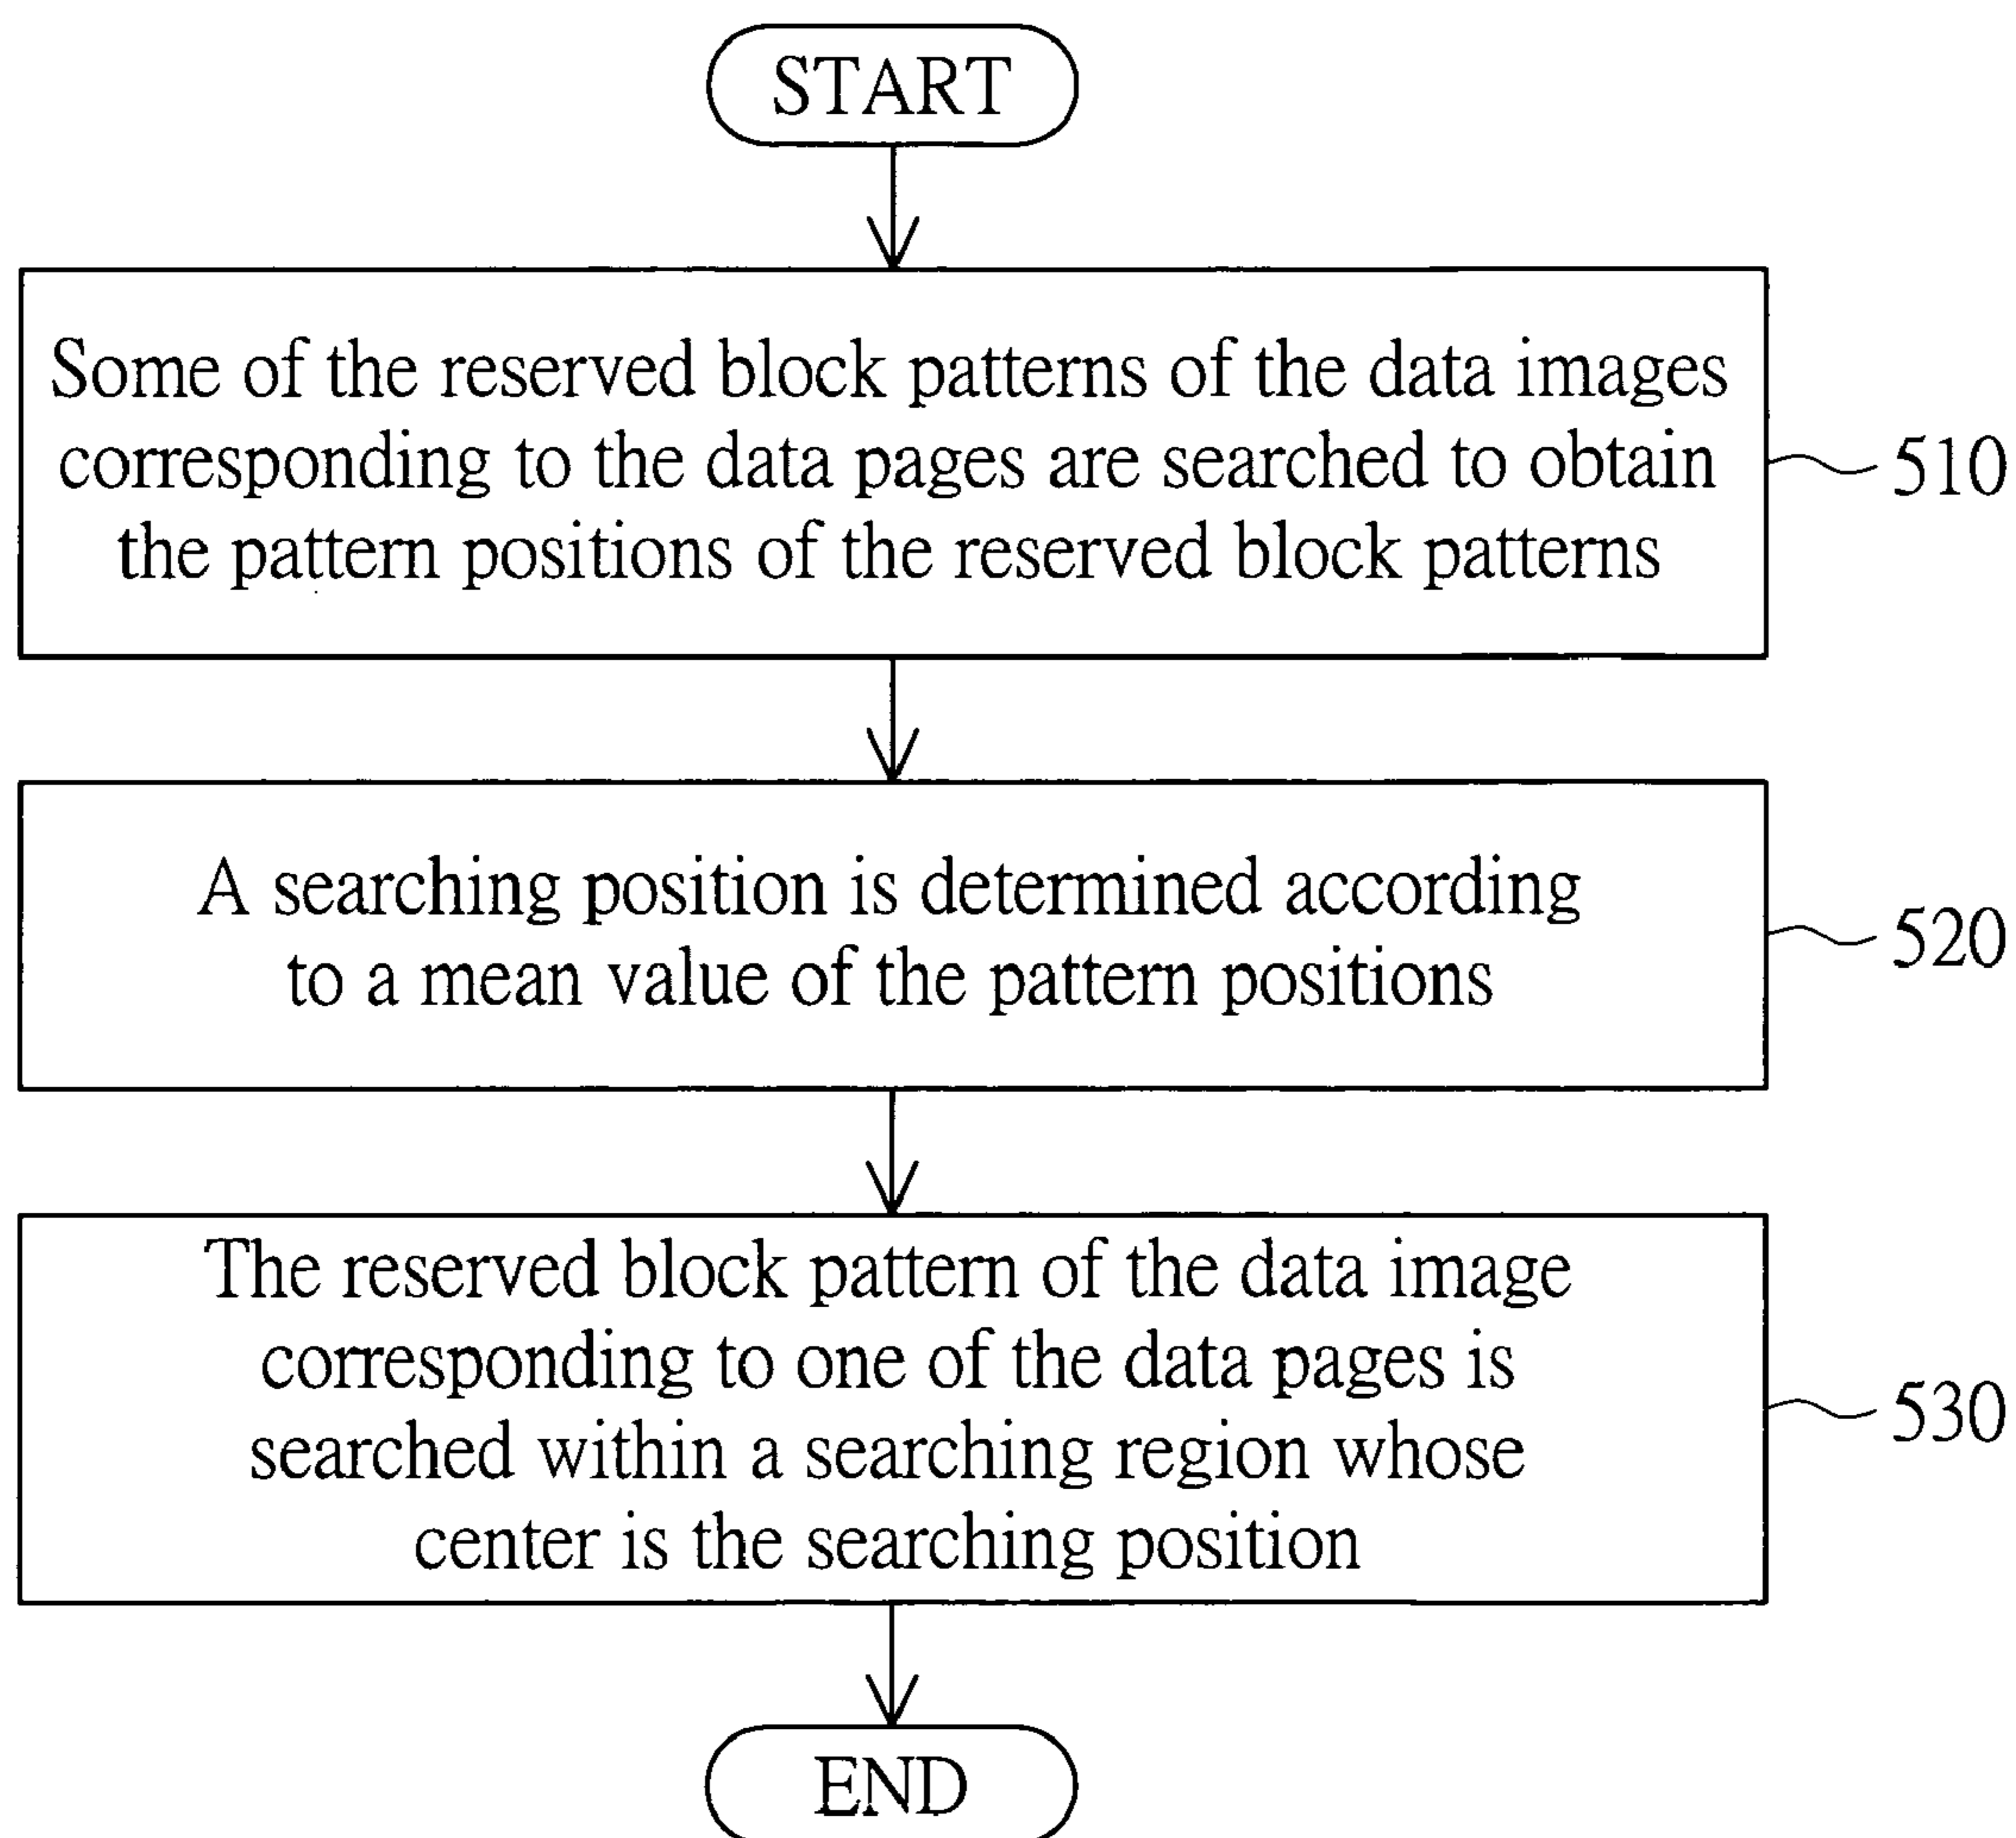 START
Some of the reserved block patterns of the data images
corresponding to the data pages are searched to obtain
the pattern positions of the reserved block patterns
510
A searching position is determined according
to a mean value of the pattern positions
520
The reserved block pattern of the data image
corresponding to one of the data pages is
searched within a searching region whose
center is the searching position
530
END